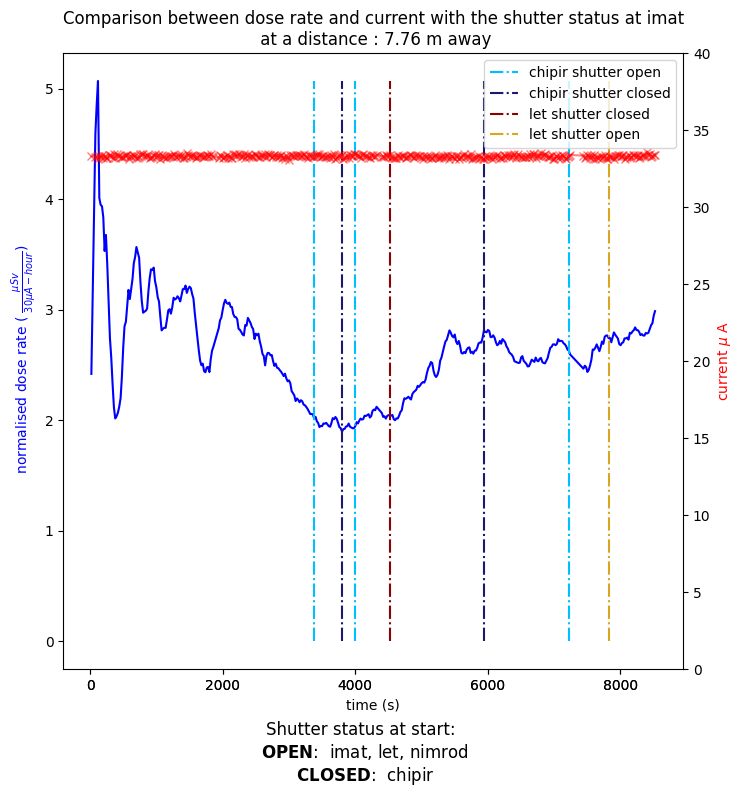 Comparison between dose rate and current with the shutter status at imat
at a distance : 7.76 m away
chipir shutter open
chipir shutter closed
let shutter closed
let shutter open
5
4
3
2
1
0
normalised dose rate ( μSv / 30μA − hour )
40
35
30
25
20
15
10
5
0
current μ A
0 2000 4000 6000 8000
time (s)
Shutter status at start:
OPEN: imat, let, nimrod
CLOSED: chipir